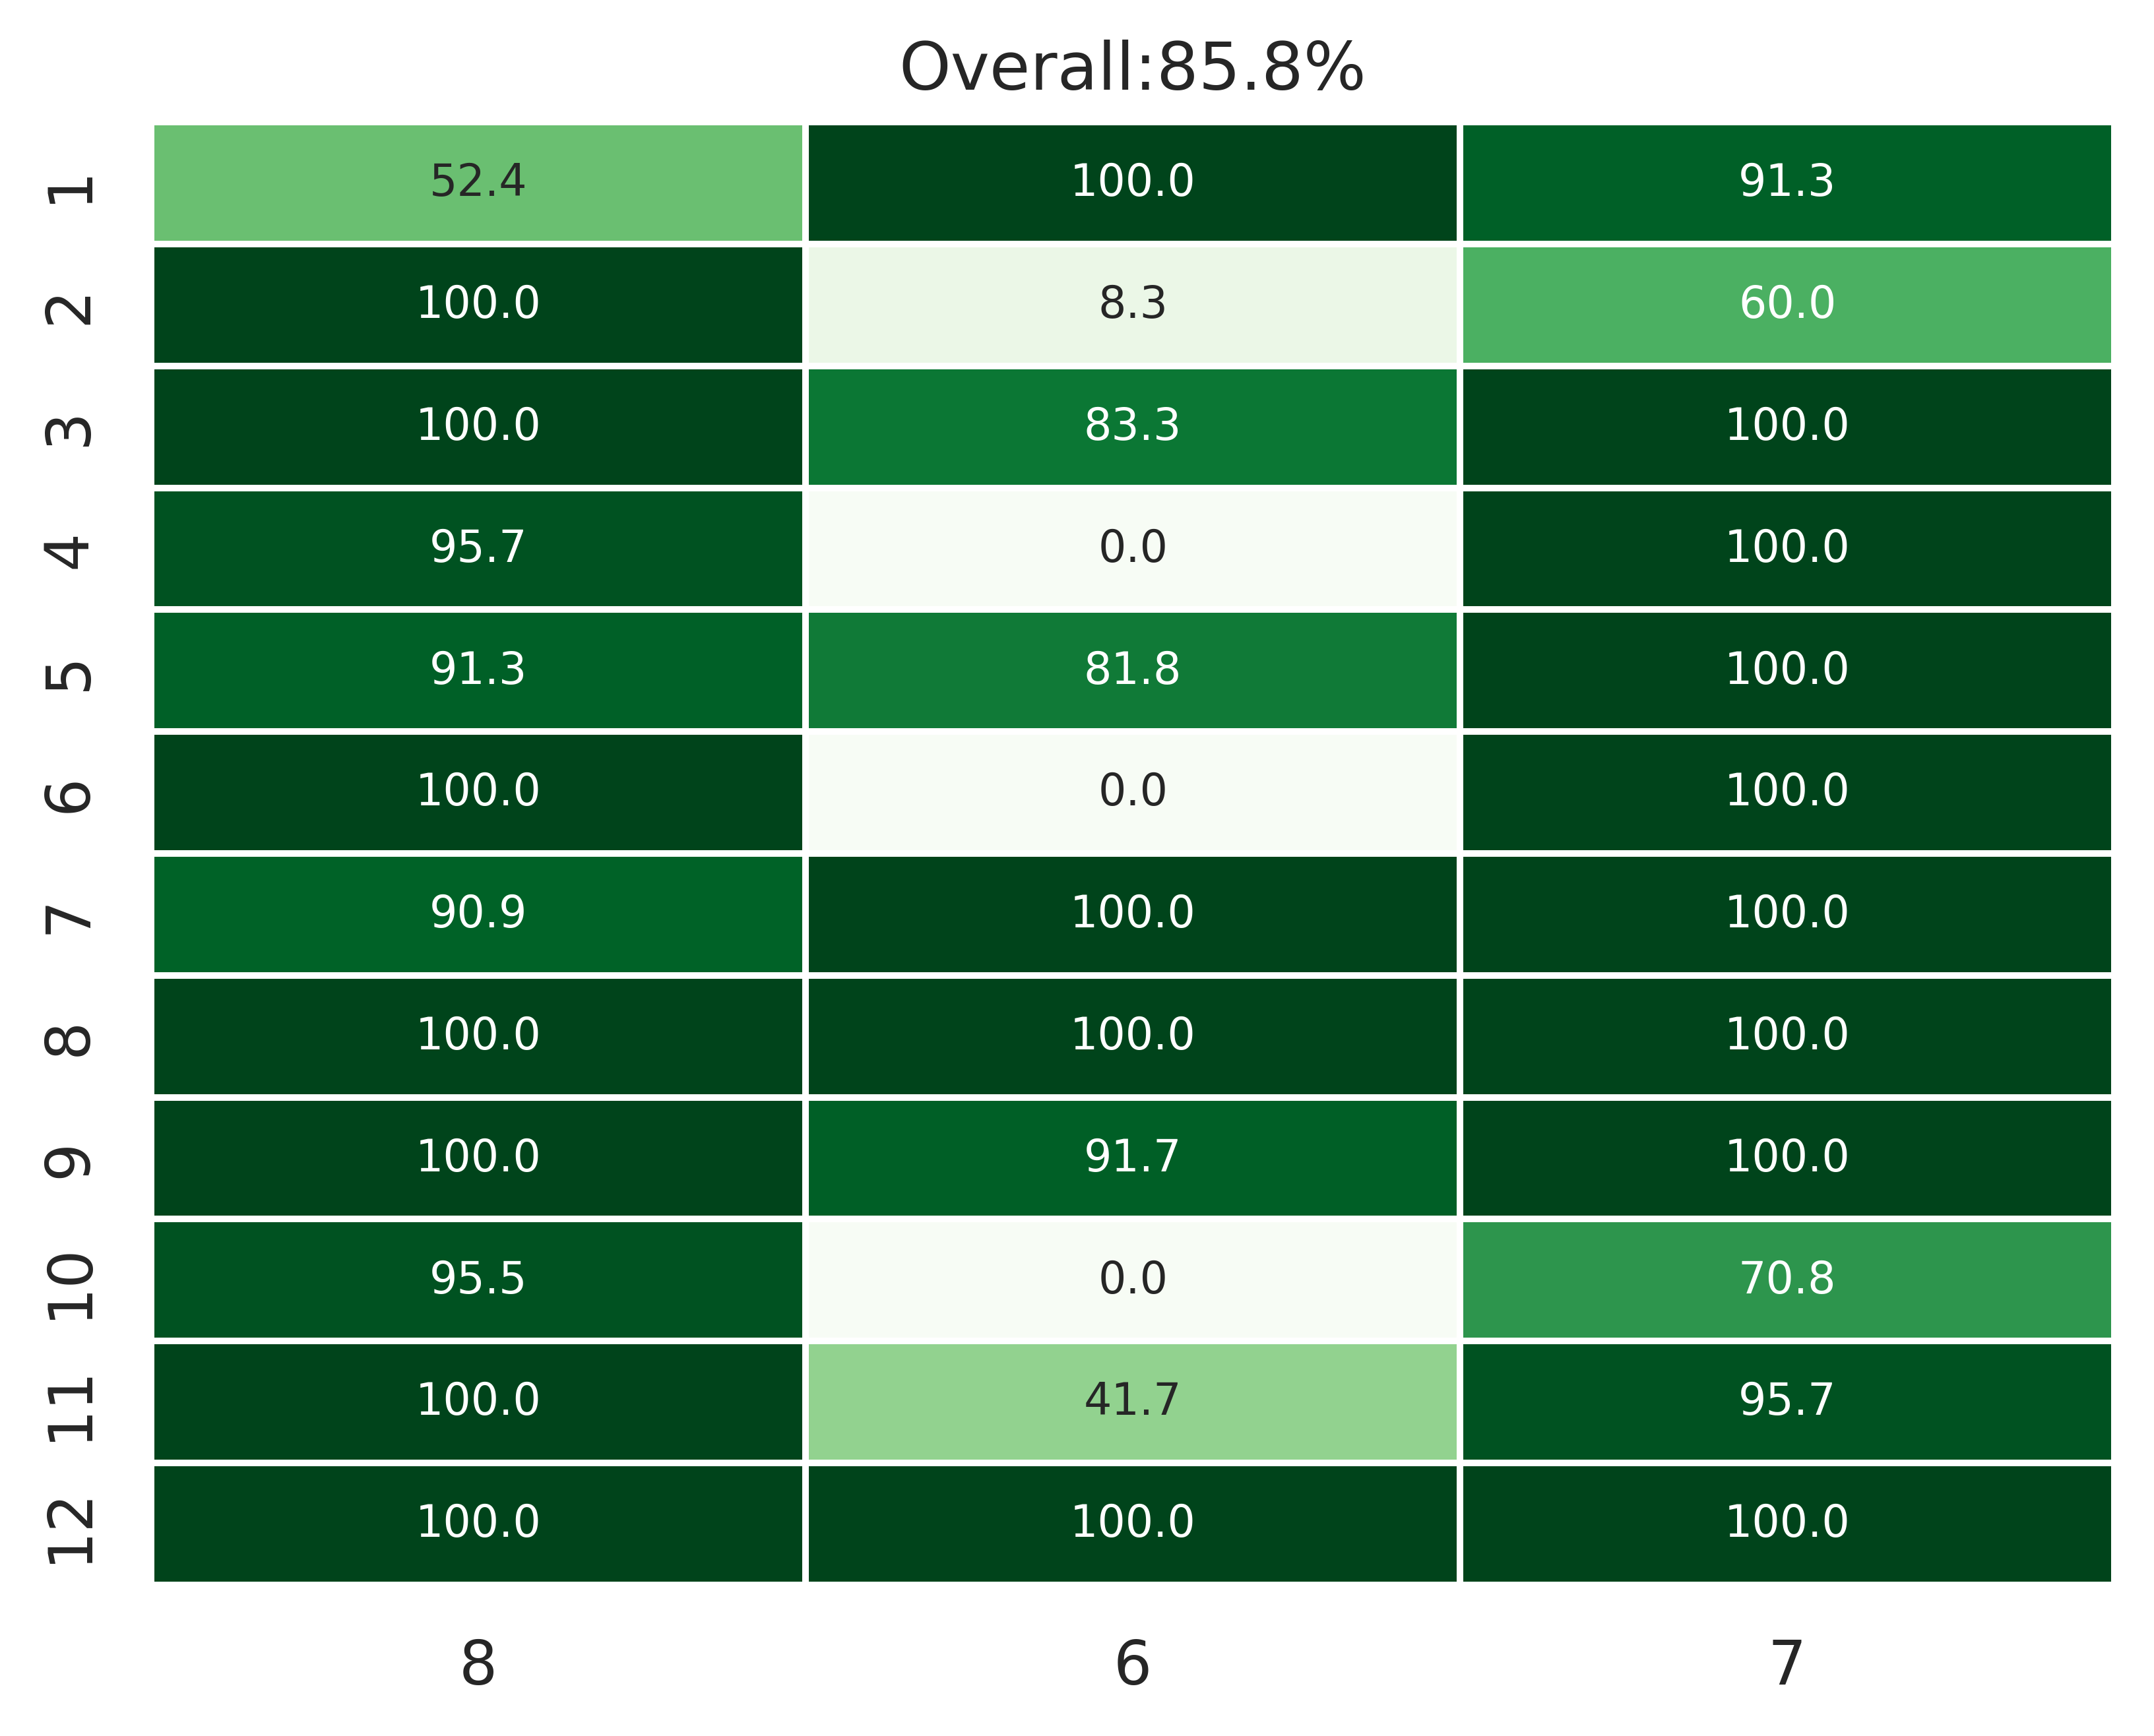 Overall:85.8%
1 52.4 100.0 91.3
2 100.0 8.3 60.0
3 100.0 83.3 100.0
4 95.7 0.0 100.0
5 91.3 81.8 100.0
6 100.0 0.0 100.0
7 90.9 100.0 100.0
8 100.0 100.0 100.0
9 100.0 91.7 100.0
10 95.5 0.0 70.8
11 100.0 41.7 95.7
12 100.0 100.0 100.0
8 6 7